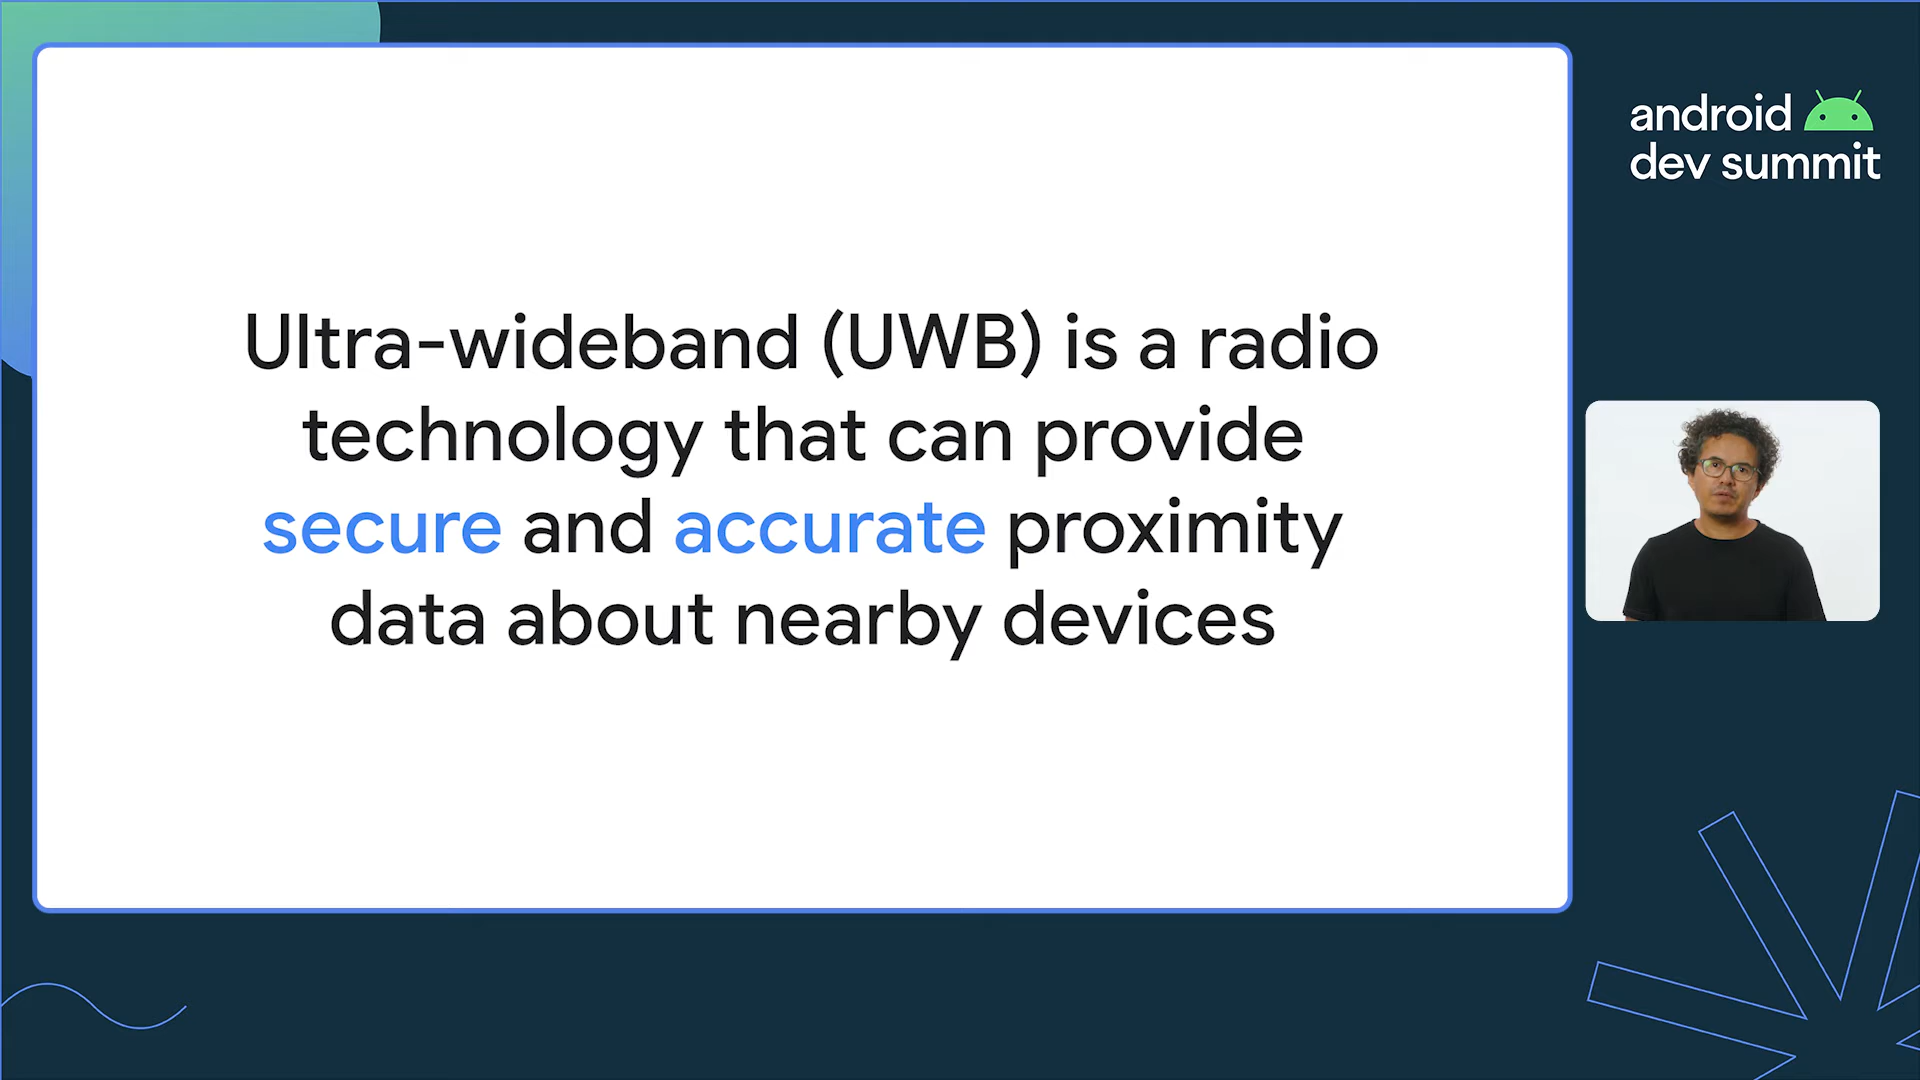 Ultra-wideband (UWB) is a radio
technology that can provide
secure and accurate proximity
data about nearby devices
android
dev summit